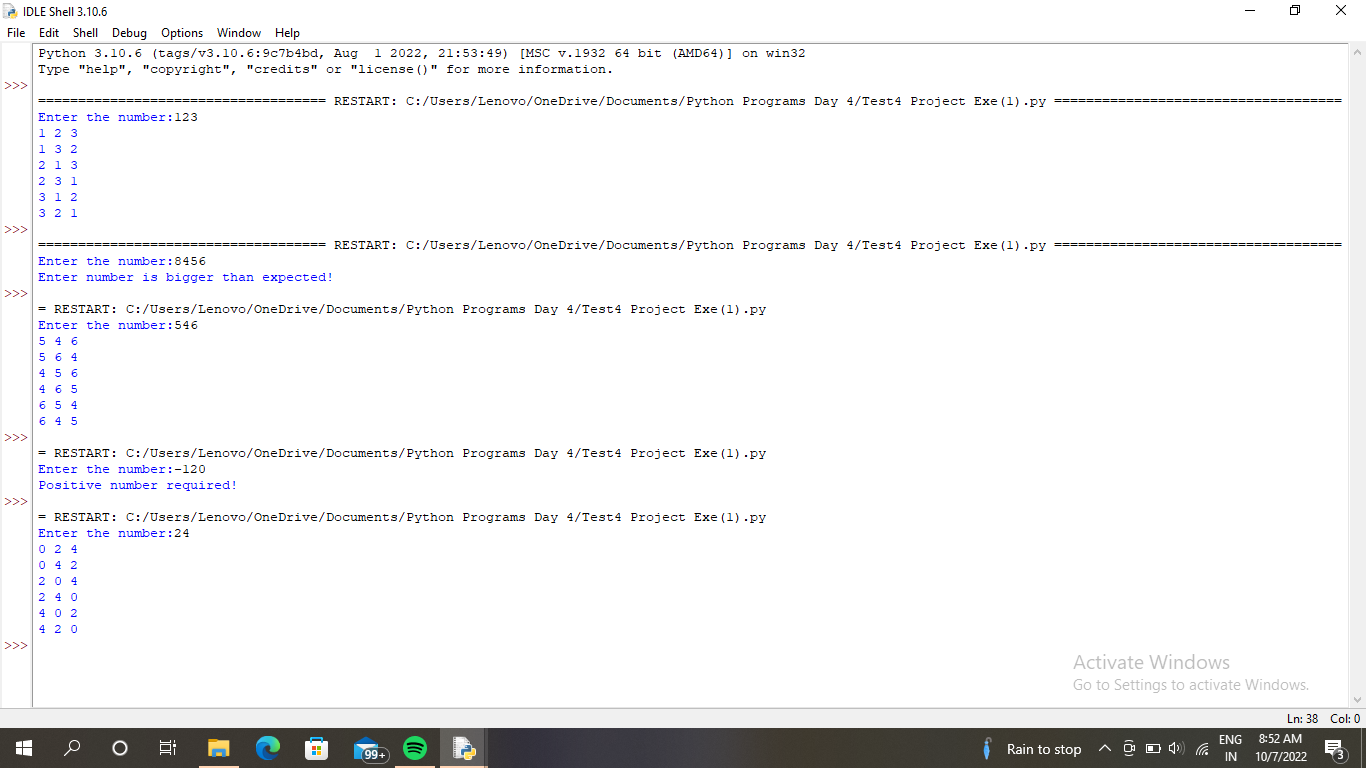 IDLE Shell 3.10.6
File Edit Shell Debug Options Window Help
Python 3.10.6 (tags/v3.10.6:9c7b4bd, Aug  1 2022, 21:53:49) [MSC v.1932 64 bit (AMD64)] on win32
Type "help", "copyright", "credits" or "license()" for more information.
>>>
==================================== RESTART: C:/Users/Lenovo/OneDrive/Documents/Python Programs Day 4/Test4 Project Exe(1).py ====================================
Enter the number:123
1 2 3
1 3 2
2 1 3
2 3 1
3 1 2
3 2 1
>>>
==================================== RESTART: C:/Users/Lenovo/OneDrive/Documents/Python Programs Day 4/Test4 Project Exe(1).py ====================================
Enter the number:8456
Enter number is bigger than expected!
>>>
= RESTART: C:/Users/Lenovo/OneDrive/Documents/Python Programs Day 4/Test4 Project Exe(1).py
Enter the number:546
5 4 6
5 6 4
4 5 6
4 6 5
6 5 4
6 4 5
>>>
= RESTART: C:/Users/Lenovo/OneDrive/Documents/Python Programs Day 4/Test4 Project Exe(1).py
Enter the number:-120
Positive number required!
>>>
= RESTART: C:/Users/Lenovo/OneDrive/Documents/Python Programs Day 4/Test4 Project Exe(1).py
Enter the number:24
0 2 4
0 4 2
2 0 4
2 4 0
4 0 2
4 2 0
>>>
Activate Windows
Go to Settings to activate Windows.
Ln: 38 Col: 0
99+
Rain to stop
ENG
IN
8:52 AM
10/7/2022
3